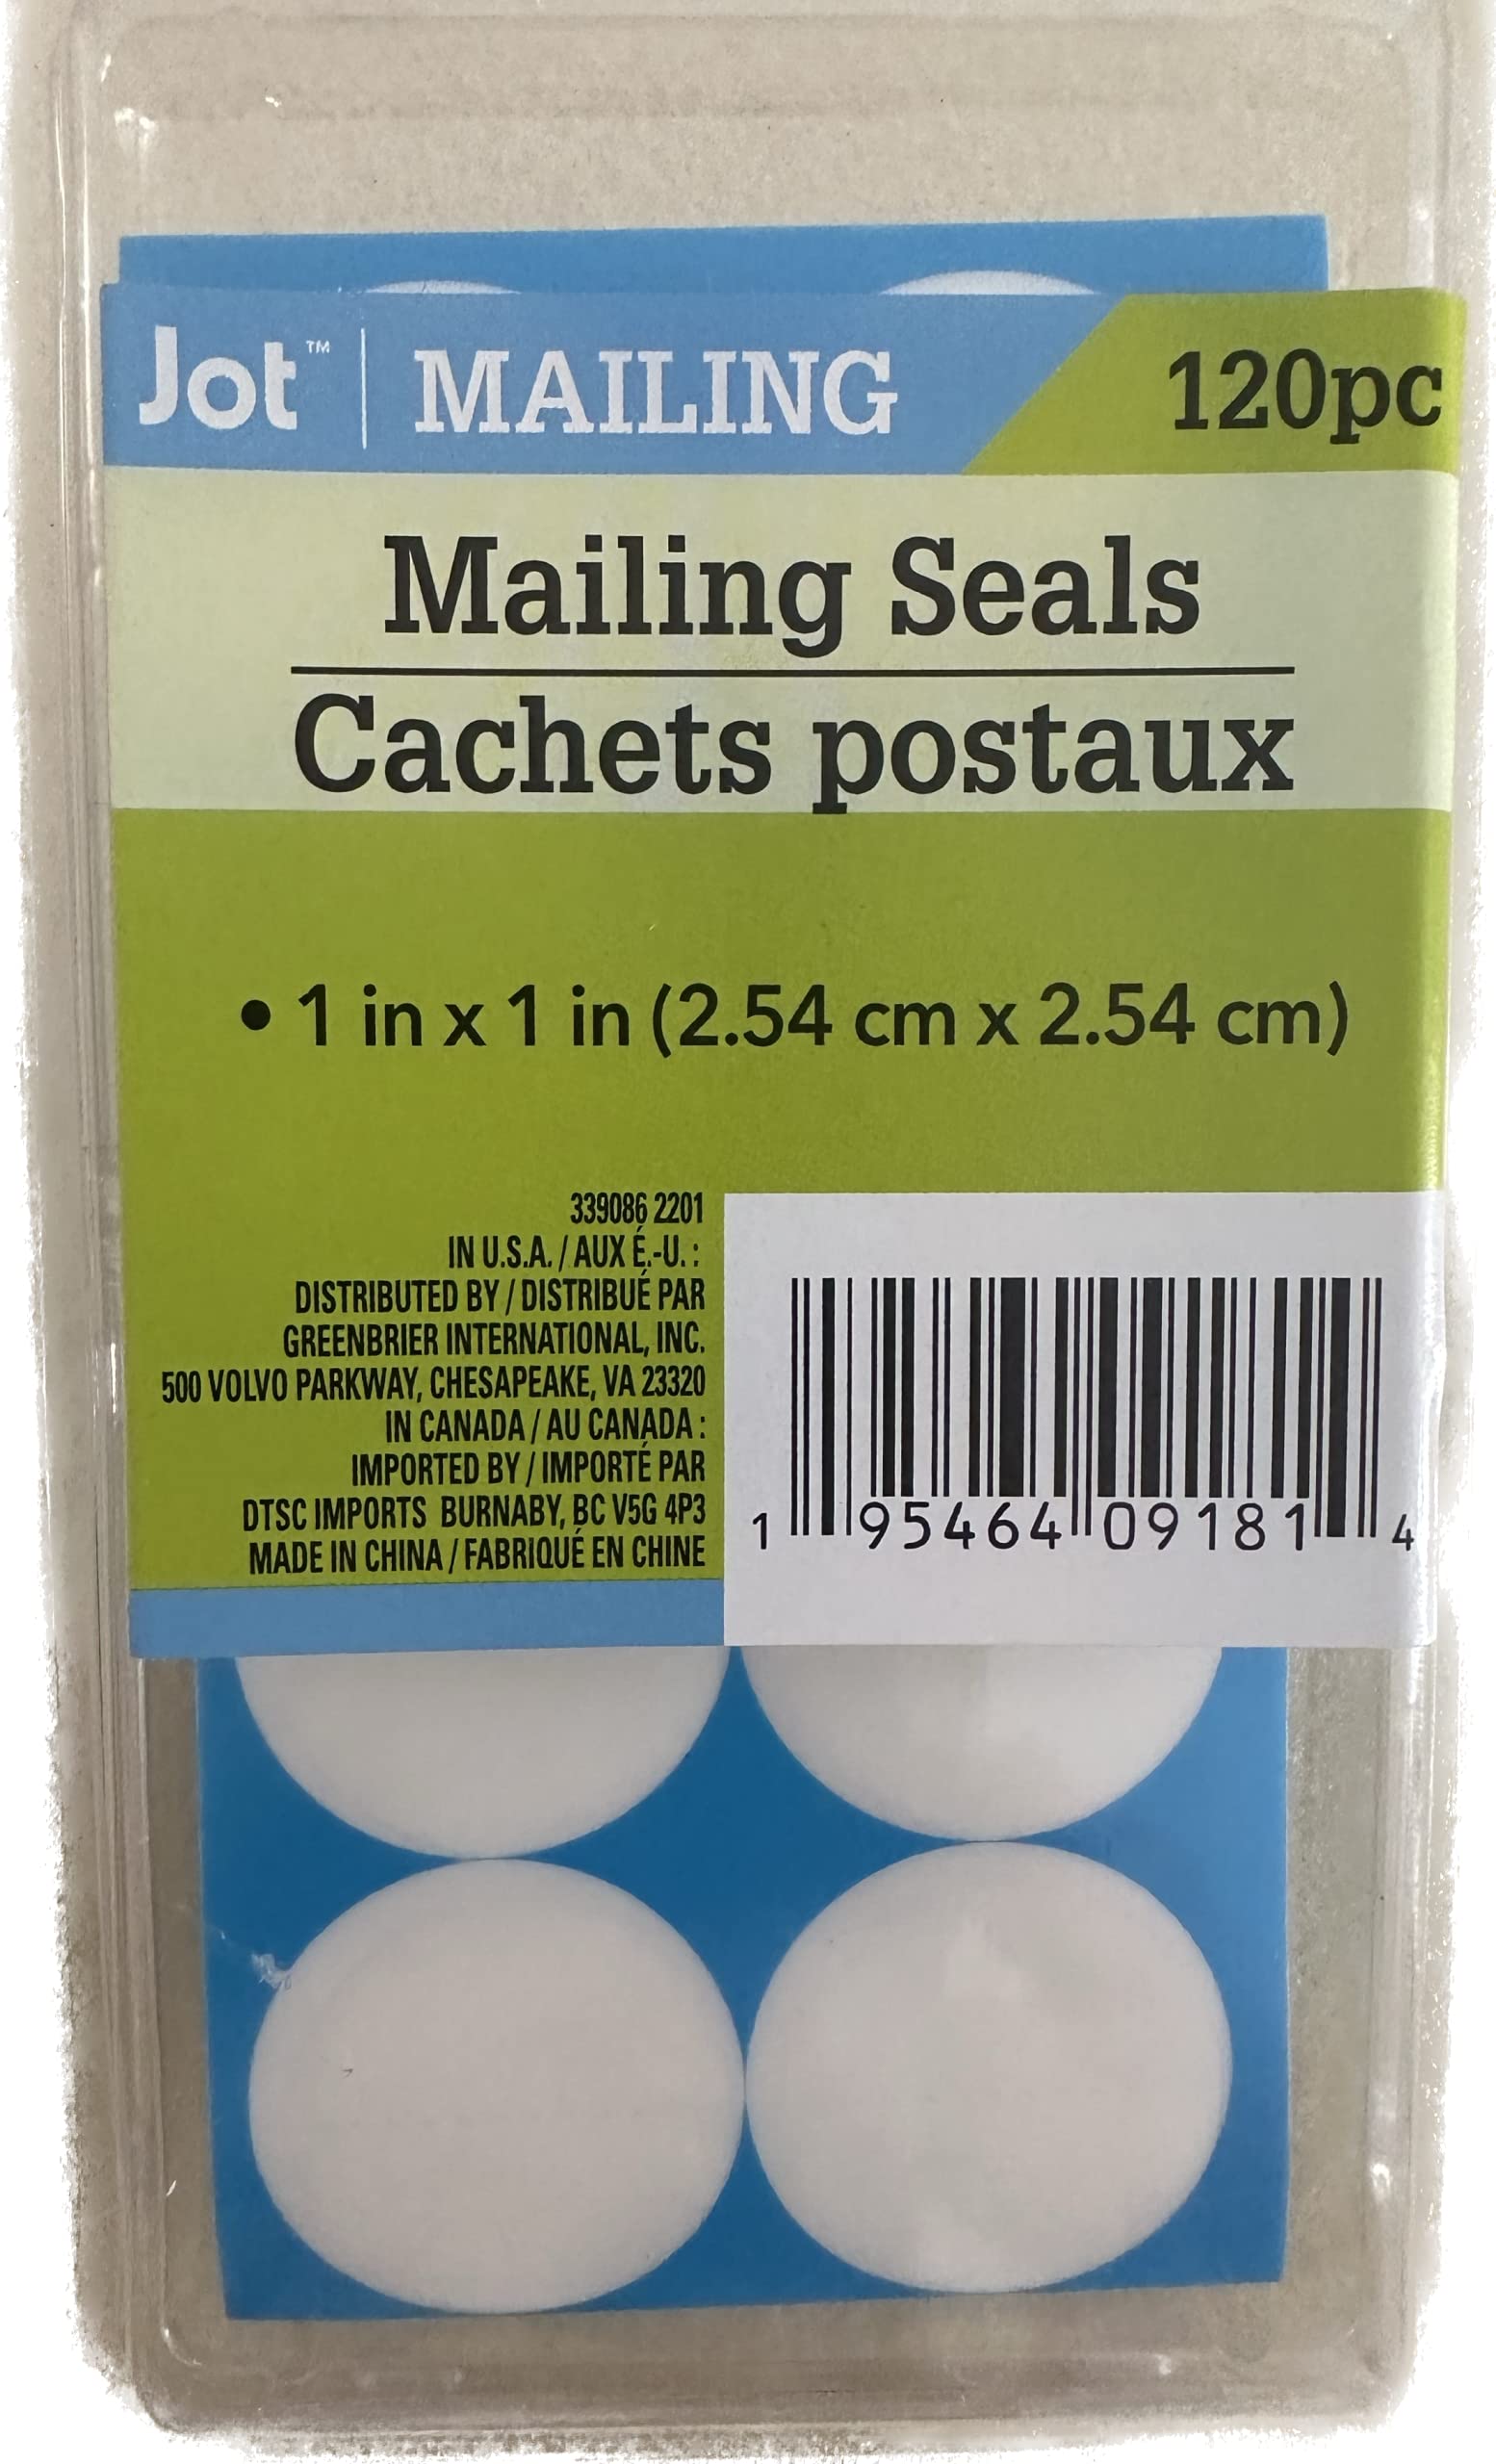 Jot™ | MAILING 120pc
Mailing Seals
Cachets postaux
• 1 in x 1 in (2.54 cm x 2.54 cm)
339086 2201
IN U.S.A. / AUX É.-U. :
DISTRIBUTED BY / DISTRIBUÉ PAR
GREENBRIER INTERNATIONAL, INC.
500 VOLVO PARKWAY, CHESAPEAKE, VA 23320
IN CANADA / AU CANADA :
IMPORTED BY / IMPORTÉ PAR
DTSC IMPORTS BURNABY, BC V5G 4P3
MADE IN CHINA / FABRIQUÉ EN CHINE
1 95464 09181 4